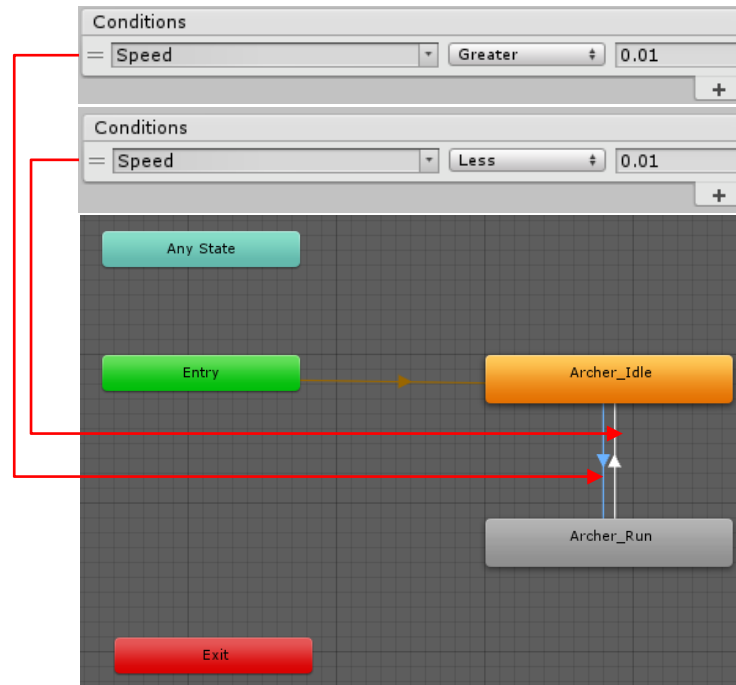 Conditions
= Speed Greater 0.01
+
Conditions
= Speed Less 0.01
+
Any State
Entry Archer_Idle
Archer_Run
Exit